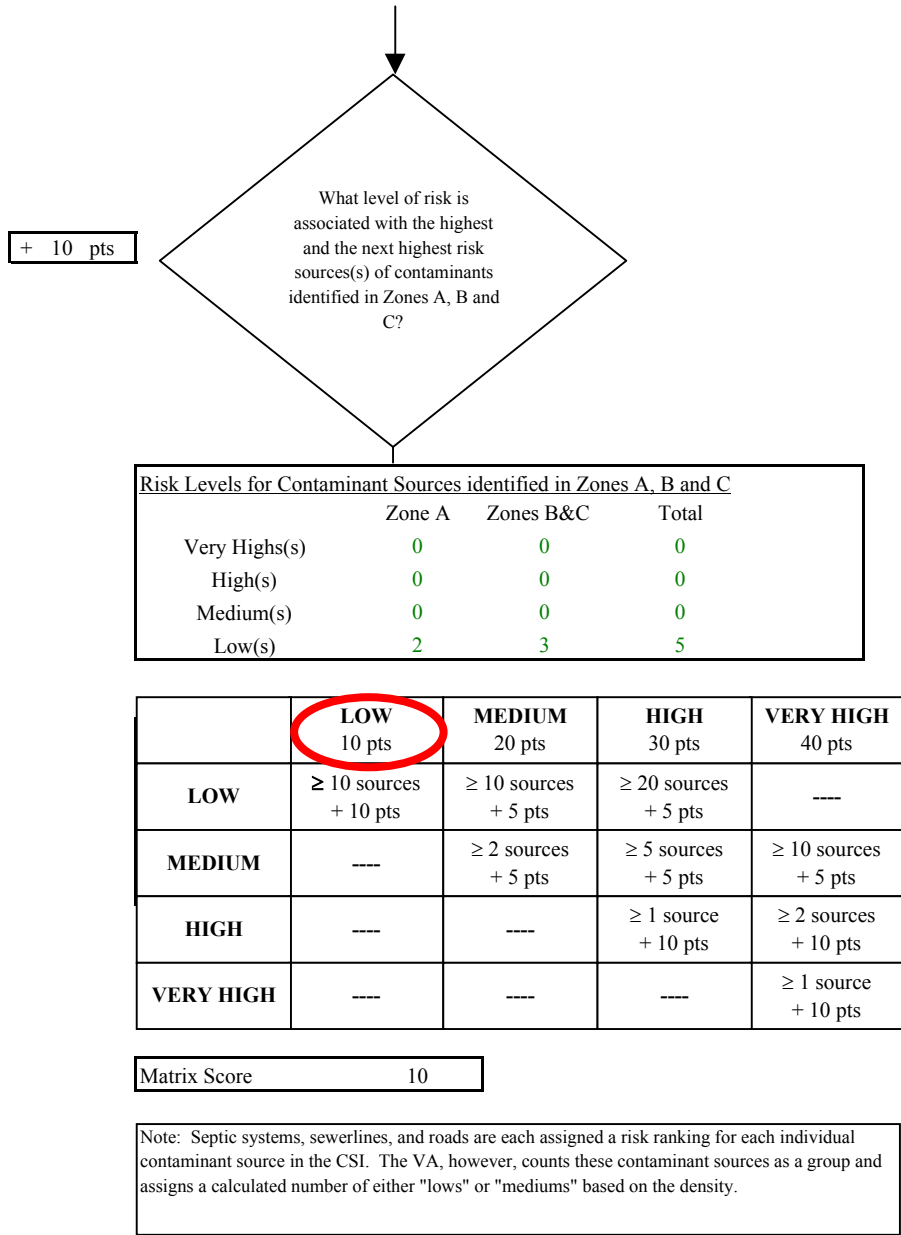 What level of risk is
associated with the highest
and the next highest risk
sources(s) of contaminants
identified in Zones A, B and
C?
+ 10 pts
Risk Levels for Contaminant Sources identified in Zones A, B and C
Zone A Zones B&C Total
Very Highs(s) 0 0 0
High(s) 0 0 0
Medium(s) 0 0 0
Low(s) 2 3 5
LOW MEDIUM HIGH VERY HIGH
10 pts 20 pts 30 pts 40 pts
LOW ≥ 10 sources + 10 pts ≥ 10 sources + 5 pts ≥ 20 sources + 5 pts ----
MEDIUM ---- ≥ 2 sources + 5 pts ≥ 5 sources + 5 pts ≥ 10 sources + 5 pts
HIGH ---- ---- ≥ 1 source + 10 pts ≥ 2 sources + 10 pts
VERY HIGH ---- ---- ---- ≥ 1 source + 10 pts
Matrix Score 10
Note: Septic systems, sewerlines, and roads are each assigned a risk ranking for each individual
contaminant source in the CSI. The VA, however, counts these contaminant sources as a group and
assigns a calculated number of either "lows" or "mediums" based on the density.